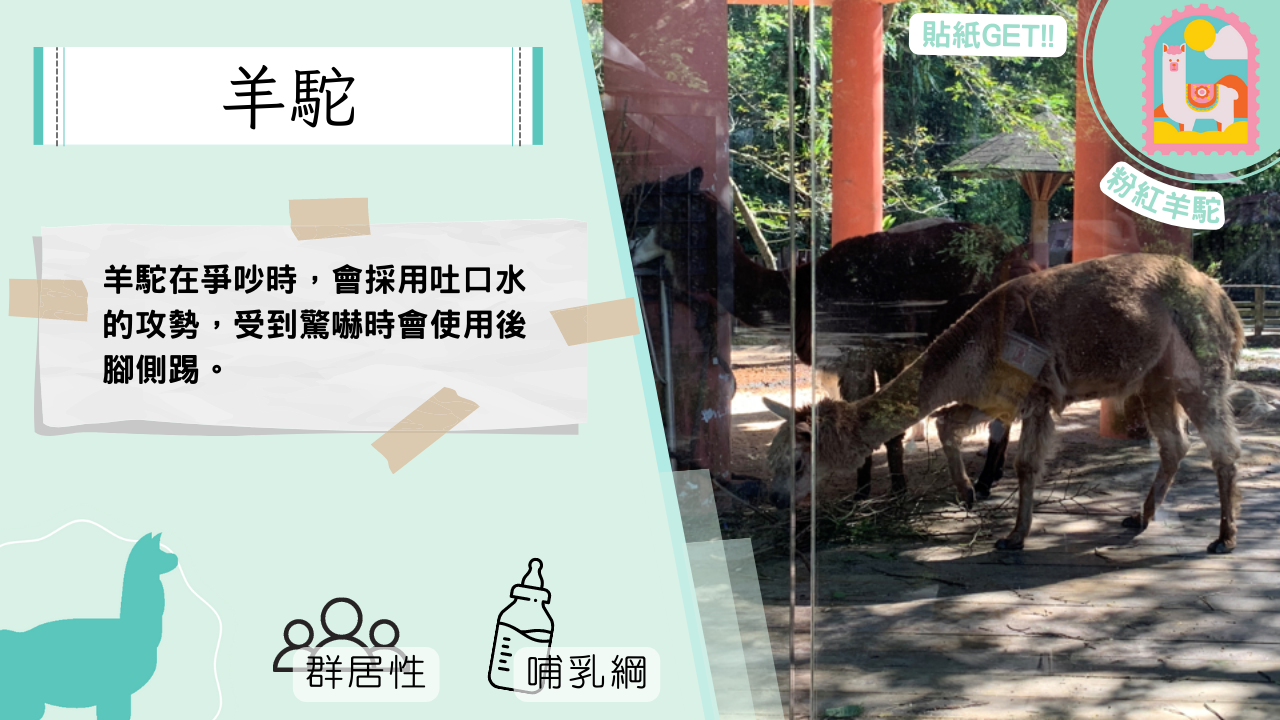 羊駝
貼紙GET!!
粉紅羊駝
羊駝在爭吵時，會採用吐口水
的攻勢，受到驚嚇時會使用後
腳側踢。
群居性
哺乳綱